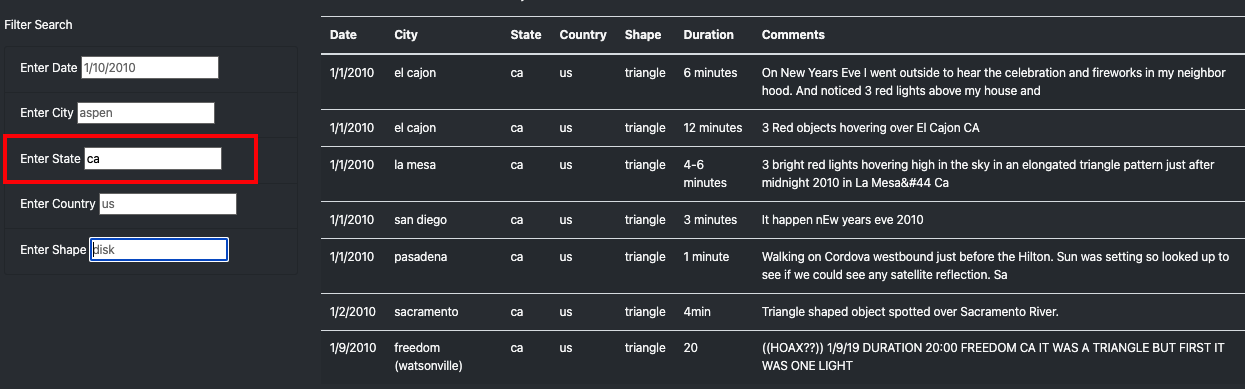 Filter Search
Enter Date 1/10/2010
Enter City aspen
Enter State ca
Enter Country us
Enter Shape disk
Date City State Country Shape Duration Comments
1/1/2010 el cajon ca us triangle 6 minutes On New Years Eve I went outside to hear the celebration and fireworks in my neighbor
hood. And noticed 3 red lights above my house and
1/1/2010 el cajon ca us triangle 12 minutes 3 Red objects hovering over El Cajon CA
1/1/2010 la mesa ca us triangle 4-6 3 bright red lights hovering high in the sky in an elongated triangle pattern just after
minutes midnight 2010 in La Mesa&#44 Ca
1/1/2010 san diego ca us triangle 3 minutes It happen nEw years eve 2010
1/1/2010 pasadena ca us triangle 1 minute Walking on Cordova westbound just before the Hilton. Sun was setting so looked up to
see if we could see any satellite reflection. Sa
1/2/2010 sacramento ca us triangle 4min Triangle shaped object spotted over Sacramento River.
1/9/2010 freedom ca us triangle 20 ((HOAX??)) 1/9/19 DURATION 20:00 FREEDOM CA IT WAS A TRIANGLE BUT FIRST IT
(watsonville) WAS ONE LIGHT